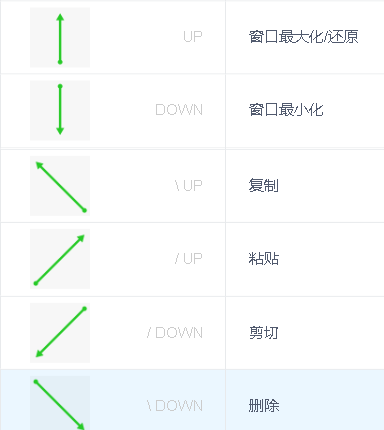 UP 窗口最大化/还原
DOWN 窗口最小化
\ UP 复制
/ UP 粘贴
/ DOWN 剪切
\ DOWN 删除